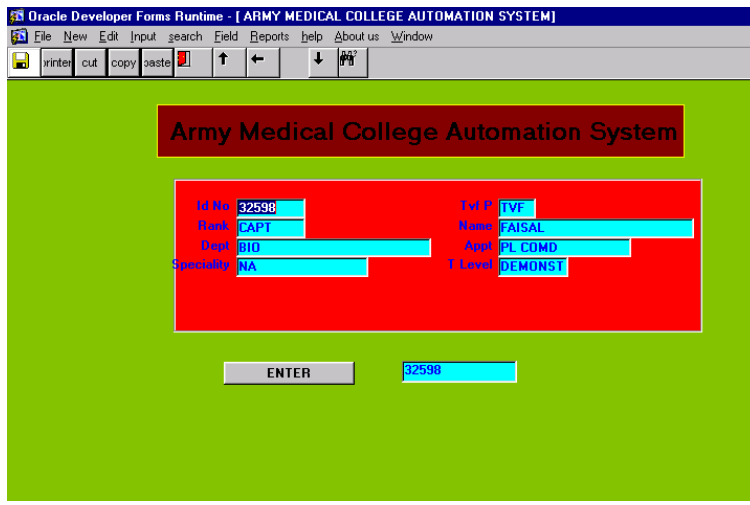 Oracle Developer Forms Runtime - [ ARMY MEDICAL COLLEGE AUTOMATION SYSTEM]
File New Edit Input search Field Reports help About us Window
printer cut copy paste
Army Medical College Automation System
Id No 32598 Tvf P TVF
Rank CAPT Name FAISAL
Dept BIO Appt PL COMD
Speciality NA T Level DEMONST
ENTER 32598